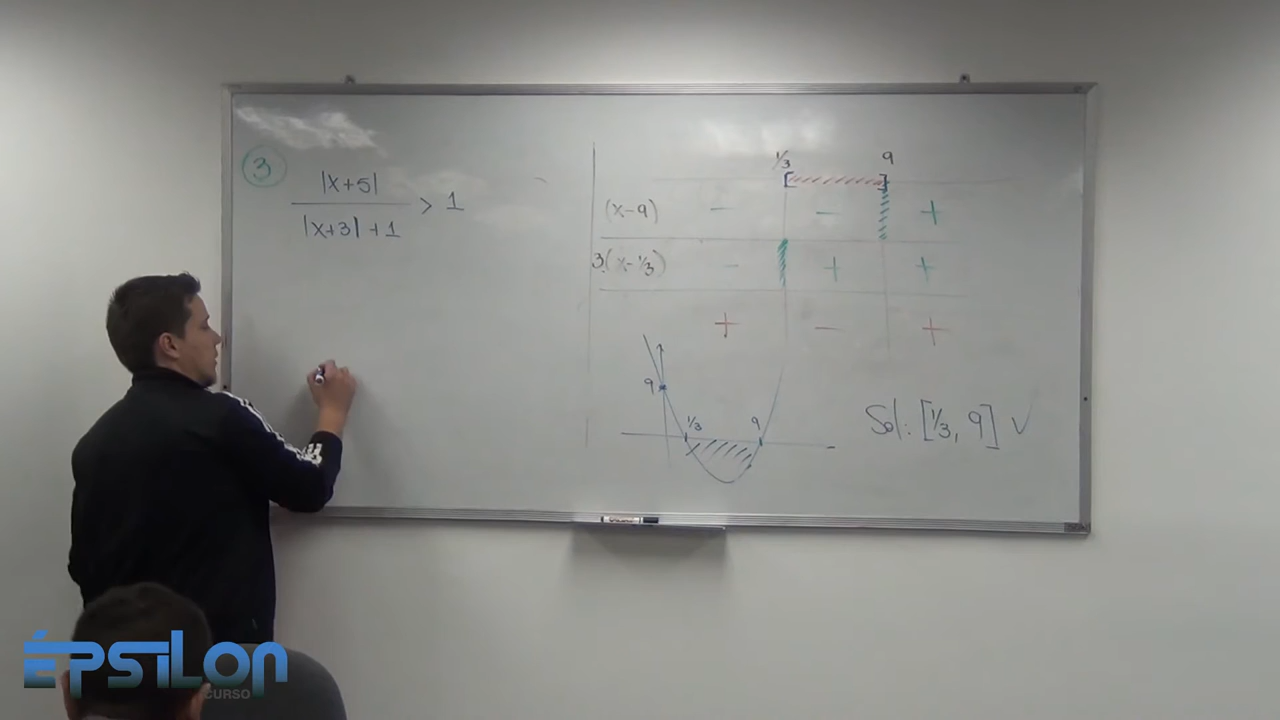 3
|x+5|
|x+3| + 1
> 1
1/3 9
(x-9) - - +
3(x-1/3) - + +
+ - +
9
1/3 9
Sol: [1/3, 9] ✓
ÉPSILON
CURSO